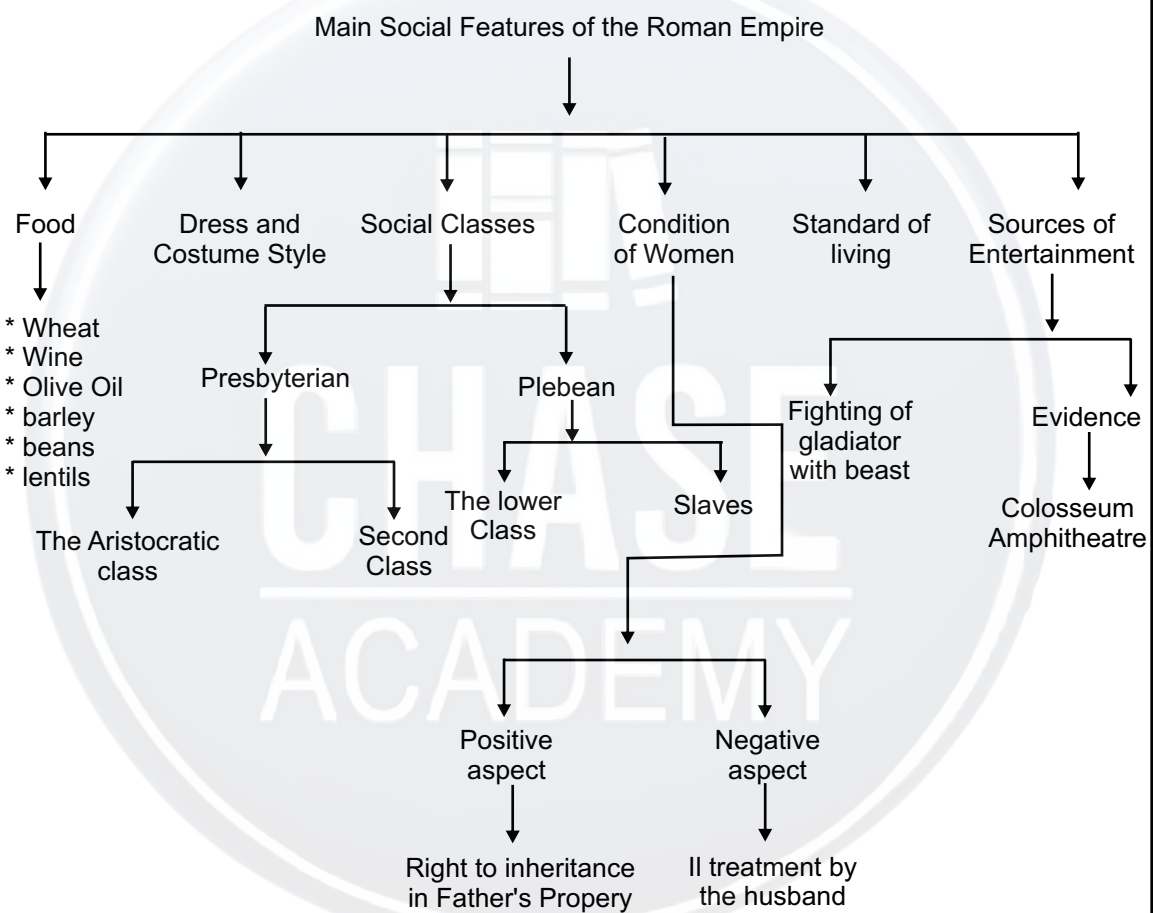 Main Social Features of the Roman Empire
Food
Dress and
Costume Style
Social Classes
Condition
of Women
Standard of
living
Sources of
Entertainment
* Wheat
* Wine
* Olive Oil
* barley
* beans
* lentils
Presbyterian
Plebean
Fighting of
gladiator
with beast
Evidence
The Aristocratic
class
Second
Class
The lower
Class
Slaves
Colosseum
Amphitheatre
Positive
aspect
Negative
aspect
Right to inheritance
in Father's Propery
Il treatment by
the husband
CHASE
ACADEMY